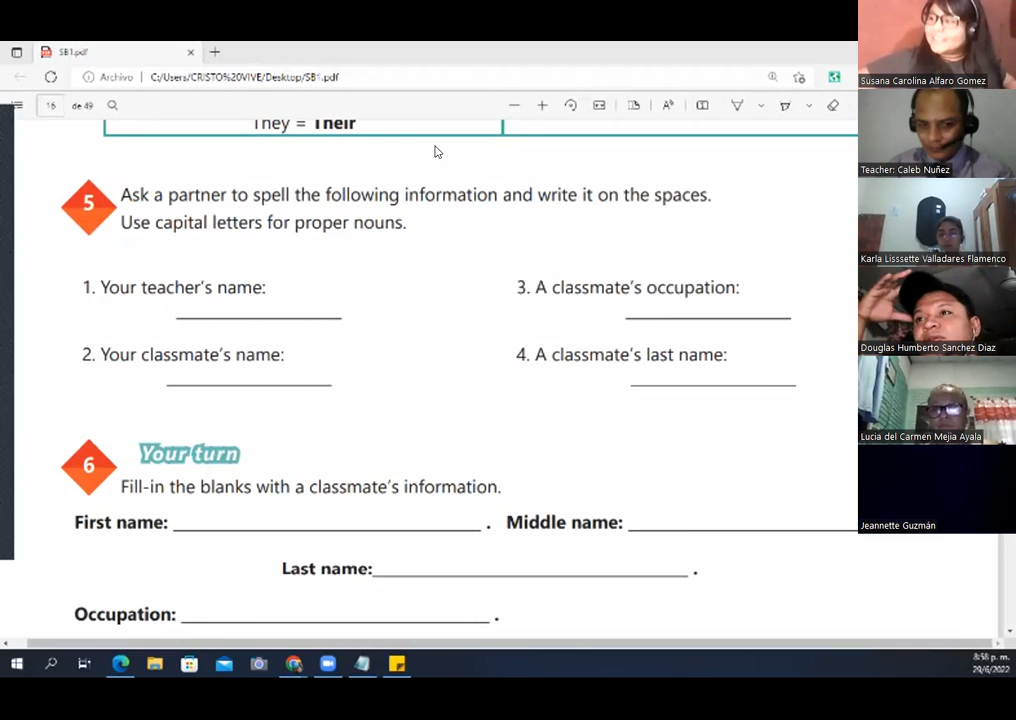 SB1.pdf
Archivo
C:/Users/CRISTO%20VIVE/Desktop/SB1.pdf
16 de 49
They = Their
5
Ask a partner to spell the following information and write it on the spaces.
Use capital letters for proper nouns.
1. Your teacher's name:
3. A classmate's occupation:
2. Your classmate's name:
4. A classmate's last name:
6
Your turn
Fill-in the blanks with a classmate's information.
First name: . Middle name:
Last name: .
Occupation: .
Susana Carolina Alfaro Gomez
Teacher: Caleb Nuñez
Karla Lisssette Valladares Flamenco
Douglas Humberto Sanchez Diaz
Lucia del Carmen Mejia Ayala
Jeannette Guzmán
8:58 p. m.
29/6/2022